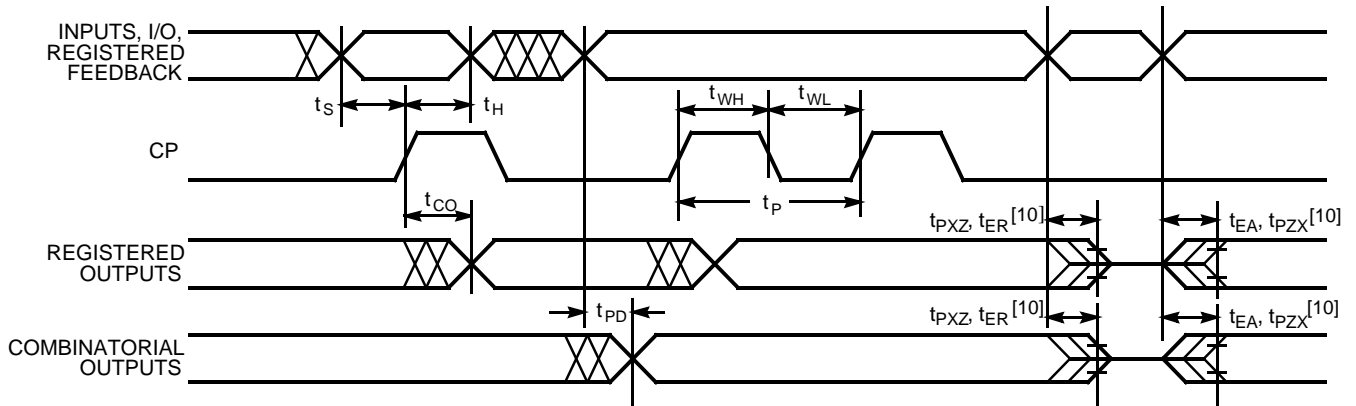 INPUTS, I/O,
REGISTERED
FEEDBACK
tS
tH
tWH
tWL
CP
tCO
tP
tPXZ, tER[10]
tEA, tPZX[10]
REGISTERED
OUTPUTS
tPD
tPXZ, tER[10]
tEA, tPZX[10]
COMBINATORIAL
OUTPUTS